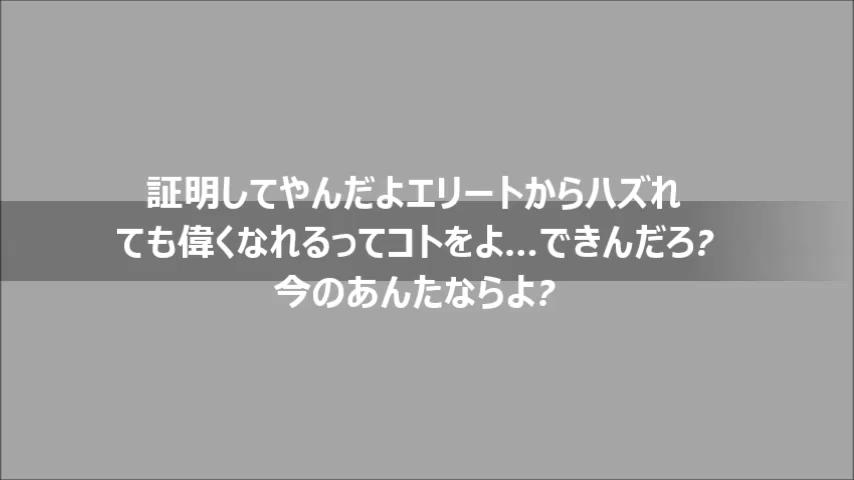 証明してやんだよエリートからハズれ
ても偉くなれるってコトをよ…できんだろ?
今のあんたならよ?